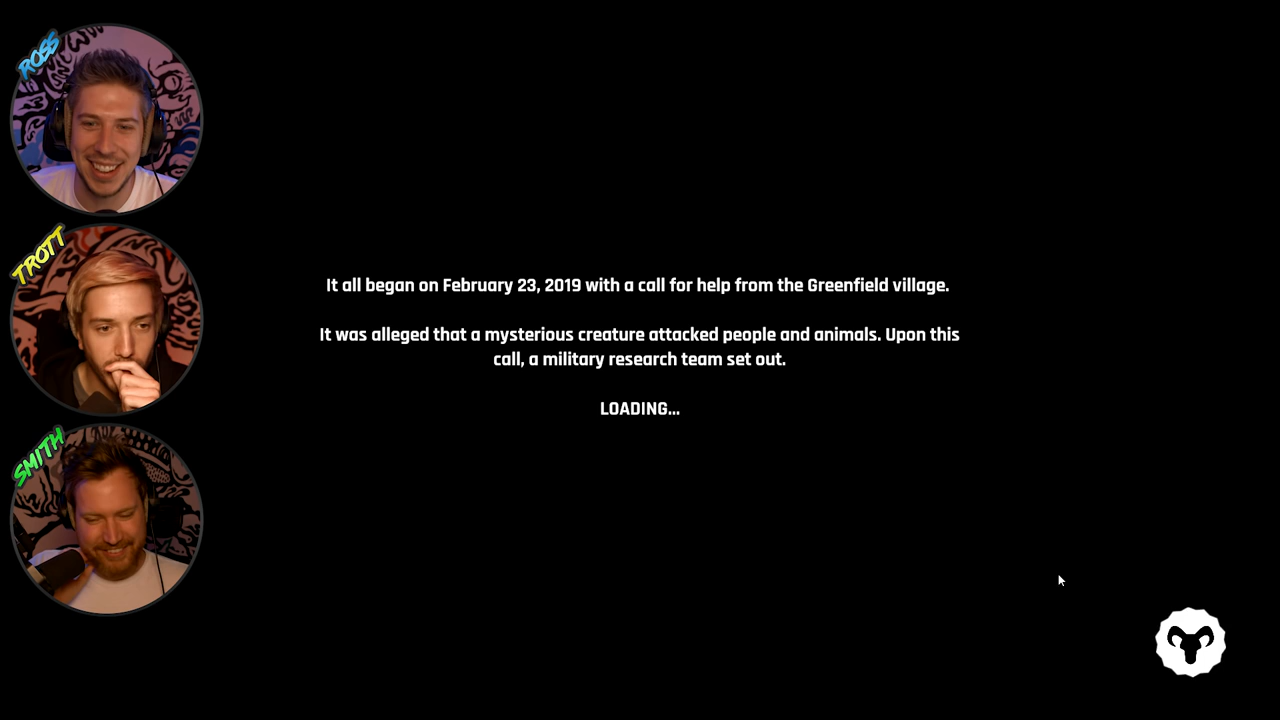 ROSS
TROTT
SMITH
It all began on February 23, 2019 with a call for help from the Greenfield village.
It was alleged that a mysterious creature attacked people and animals. Upon this
call, a military research team set out.
LOADING...